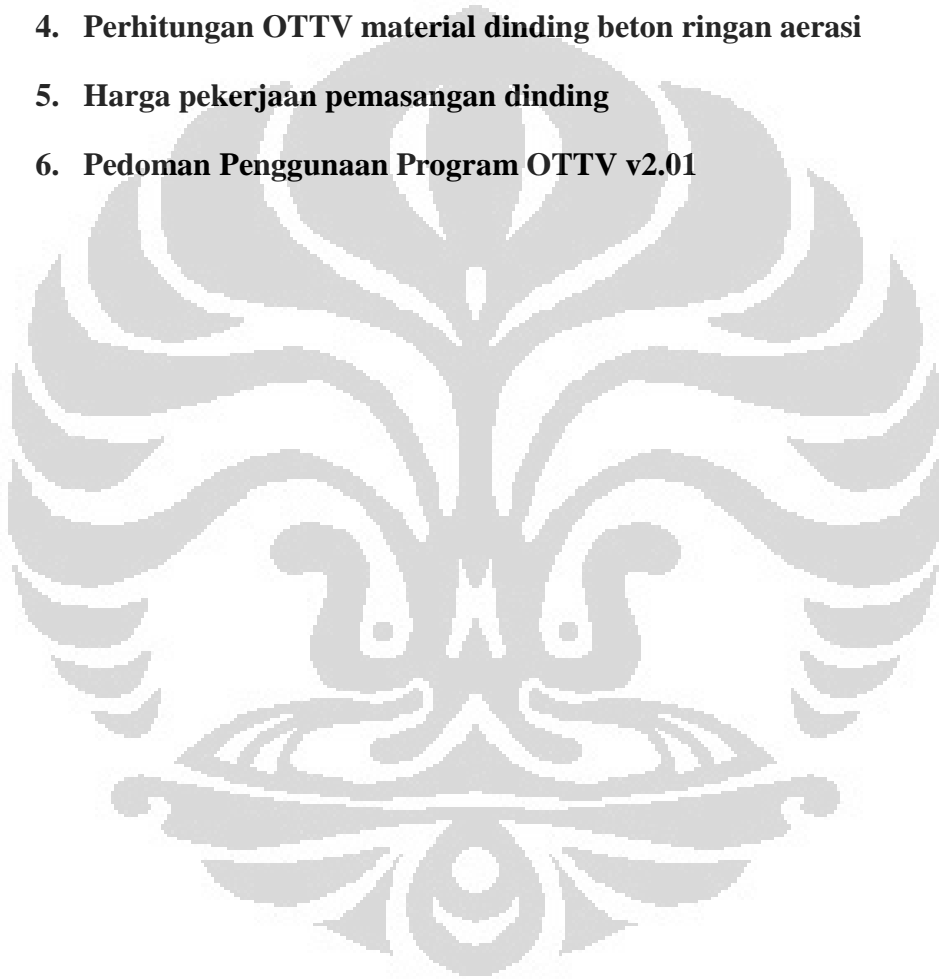 4. Perhitungan OTTV material dinding beton ringan aerasi
5. Harga pekerjaan pemasangan dinding
6. Pedoman Penggunaan Program OTTV v2.01